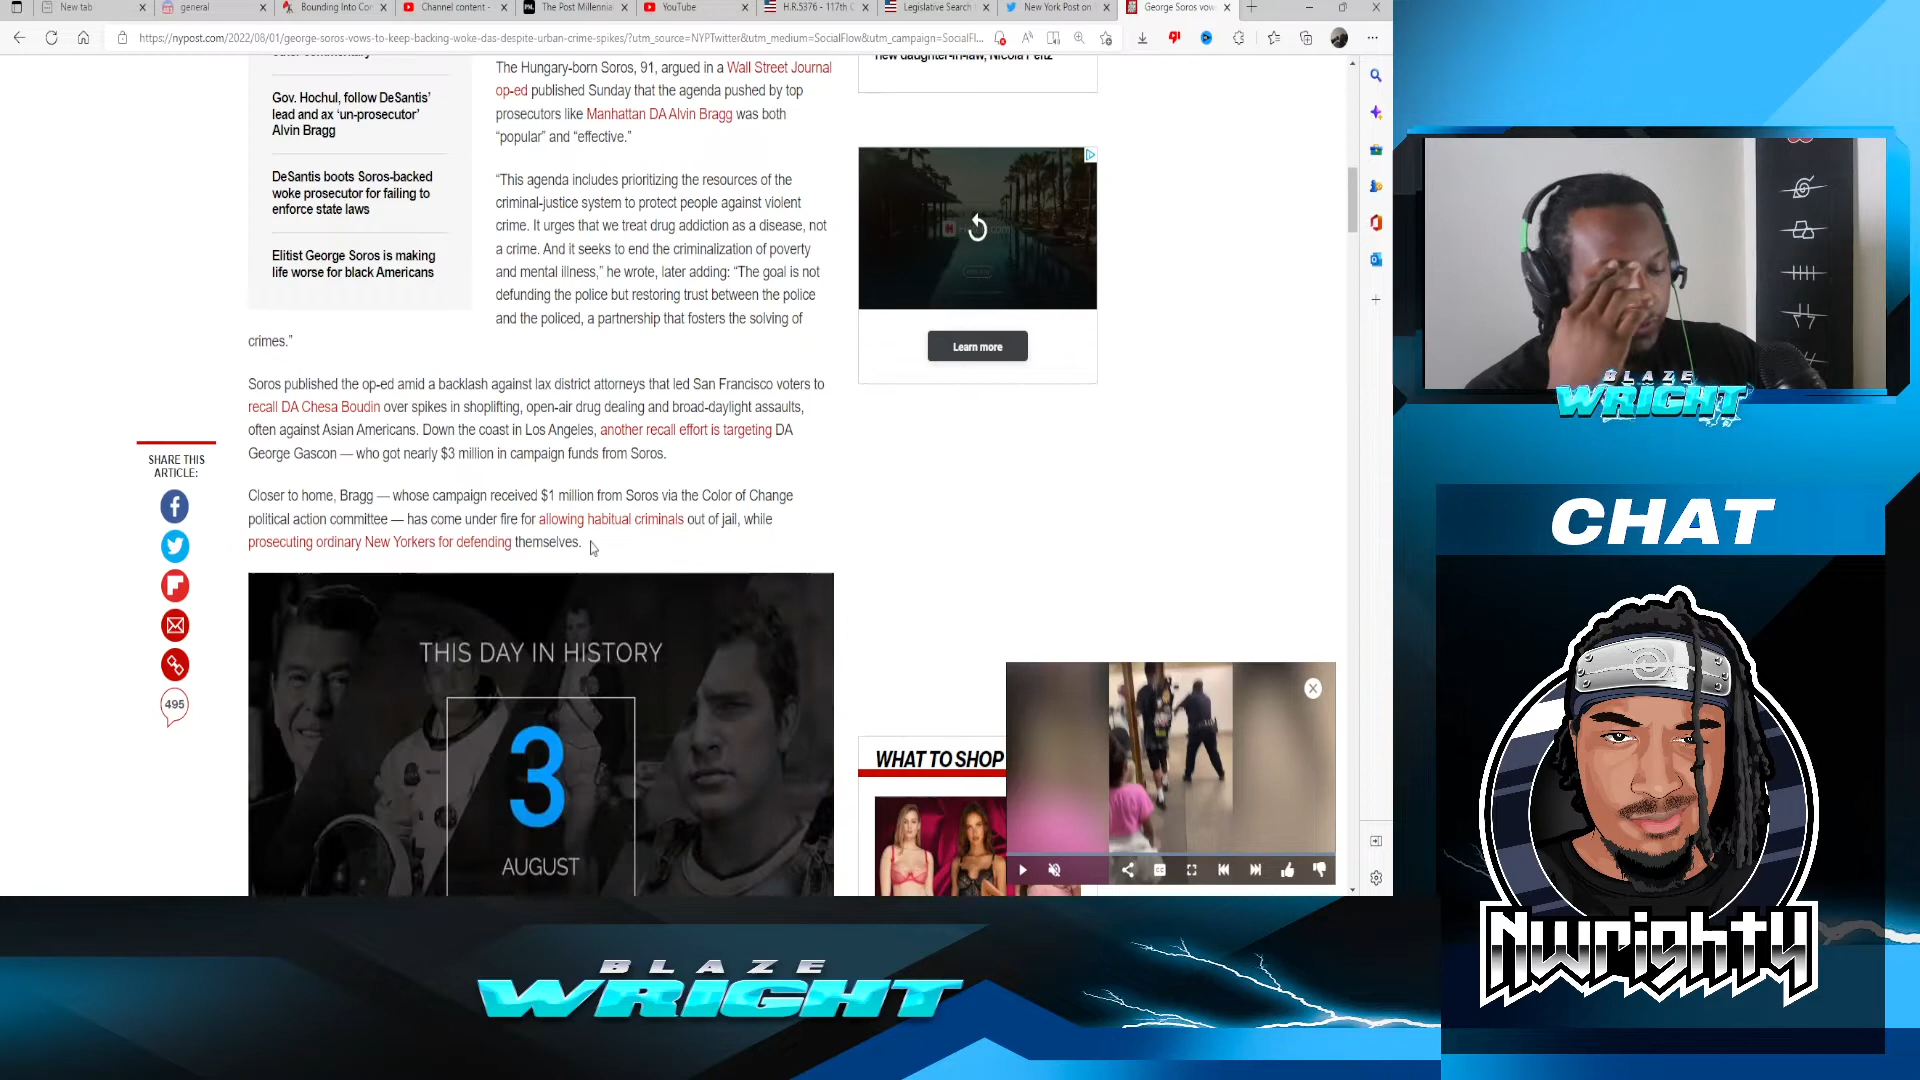 New tab
general
Bounding Into Co
Channel content -
The Post Millennia
YouTube
H.R.5376 - 117th C
Legislative Search
New York Post on
George Soros vow
https://nypost.com/2022/08/01/george-soros-vows-to-keep-backing-woke-das-despite-urban-crime-spikes/?utm_source=NYPTwitter&utm_medium=SocialFlow&utm_campaign=SocialFl...
Gov. Hochul, follow DeSantis'
lead and ax 'un-prosecutor'
Alvin Bragg
DeSantis boots Soros-backed
woke prosecutor for failing to
enforce state laws
Elitist George Soros is making
life worse for black Americans
The Hungary-born Soros, 91, argued in a Wall Street Journal
op-ed published Sunday that the agenda pushed by top
prosecutors like Manhattan DA Alvin Bragg was both
“popular” and “effective.”
“This agenda includes prioritizing the resources of the
criminal-justice system to protect people against violent
crime. It urges that we treat drug addiction as a disease, not
a crime. And it seeks to end the criminalization of poverty
and mental illness,” he wrote, later adding: “The goal is not
defunding the police but restoring trust between the police
and the policed, a partnership that fosters the solving of
crimes.”
Soros published the op-ed amid a backlash against lax district attorneys that led San Francisco voters to
recall DA Chesa Boudin over spikes in shoplifting, open-air drug dealing and broad-daylight assaults,
often against Asian Americans. Down the coast in Los Angeles, another recall effort is targeting DA
George Gascon — who got nearly $3 million in campaign funds from Soros.
Closer to home, Bragg — whose campaign received $1 million from Soros via the Color of Change
political action committee — has come under fire for allowing habitual criminals out of jail, while
prosecuting ordinary New Yorkers for defending themselves.
SHARE THIS
ARTICLE:
495
THIS DAY IN HISTORY
3
AUGUST
new daughter-in-law, Nicola Peltz
Learn more
WHAT TO SHOP
BLAZE
WRIGHT
CHAT
Nwrighty
BLAZE
WRIGHT